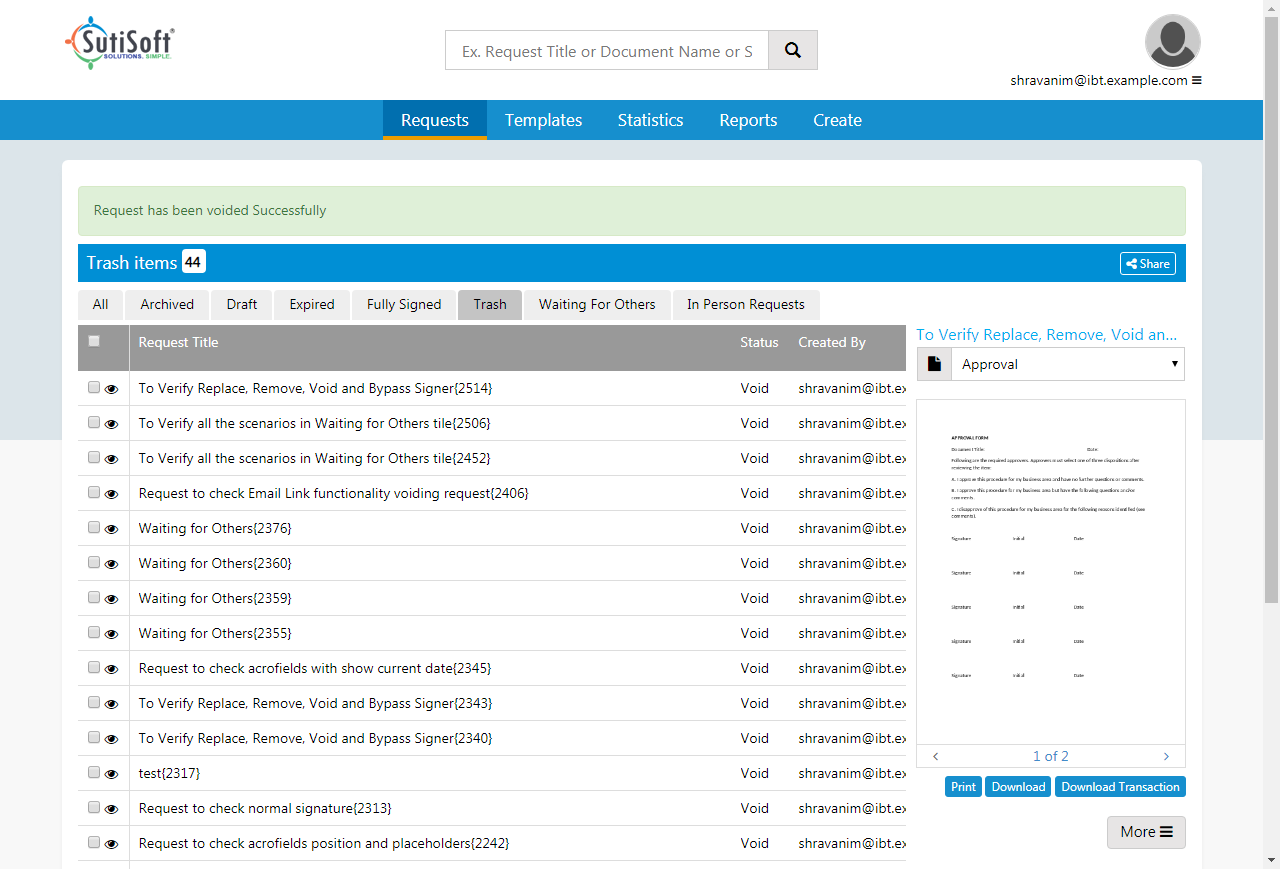 SutiSoft®
SOLUTIONS. SIMPLE.
Ex. Request Title or Document Name or S
shravanim@ibt.example.com
Requests Templates Statistics Reports Create
Request has been voided Successfully
Trash items 44 Share
All Archived Draft Expired Fully Signed Trash Waiting For Others In Person Requests
Request Title Status Created By
To Verify Replace, Remove, Void and Bypass Signer{2514} Void shravanim@ibt.ex
To Verify all the scenarios in Waiting for Others tile{2506} Void shravanim@ibt.ex
To Verify all the scenarios in Waiting for Others tile{2452} Void shravanim@ibt.ex
Request to check Email Link functionality voiding request{2406} Void shravanim@ibt.ex
Waiting for Others{2376} Void shravanim@ibt.ex
Waiting for Others{2360} Void shravanim@ibt.ex
Waiting for Others{2359} Void shravanim@ibt.ex
Waiting for Others{2355} Void shravanim@ibt.ex
Request to check acrofields with show current date{2345} Void shravanim@ibt.ex
To Verify Replace, Remove, Void and Bypass Signer{2343} Void shravanim@ibt.ex
To Verify Replace, Remove, Void and Bypass Signer{2340} Void shravanim@ibt.ex
test{2317} Void shravanim@ibt.ex
Request to check normal signature{2313} Void shravanim@ibt.ex
Request to check acrofields position and placeholders{2242} Void shravanim@ibt.ex
To Verify Replace, Remove, Void an...
Approval
APPROVAL FORM
Document Title: Date:
Following are the required approvers. Approvers must select one of three dispositions after
reviewing the item:
A. I approve this procedure for my business area and have no further questions or comments.
B. I approve this procedure for my business area but have the following questions and/or
comments.
C. I disapprove of this procedure for my business area for the following reasons identified (see
comments).
Signature Initial Date
Signature Initial Date
Signature Initial Date
Signature Initial Date
Signature Initial Date
1 of 2
Print Download Download Transaction
More